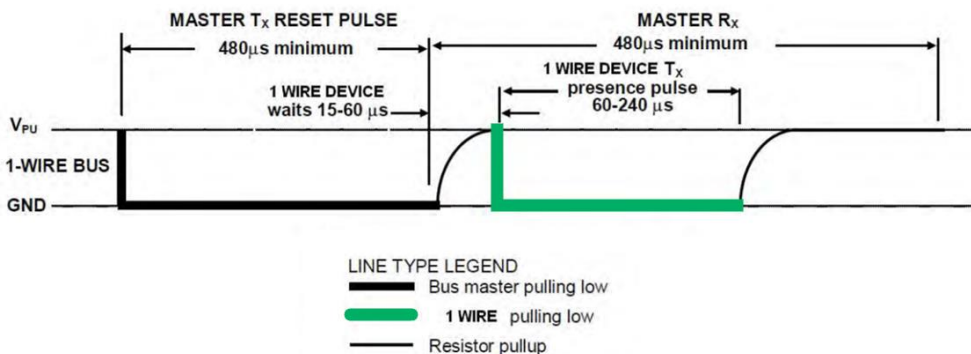 MASTER TX RESET PULSE
480μs minimum
MASTER RX
480μs minimum
1 WIRE DEVICE
waits 15-60 μs
1 WIRE DEVICE TX
presence pulse
60-240 μs
VPU
1-WIRE BUS
GND
LINE TYPE LEGEND
Bus master pulling low
1 WIRE pulling low
Resistor pullup